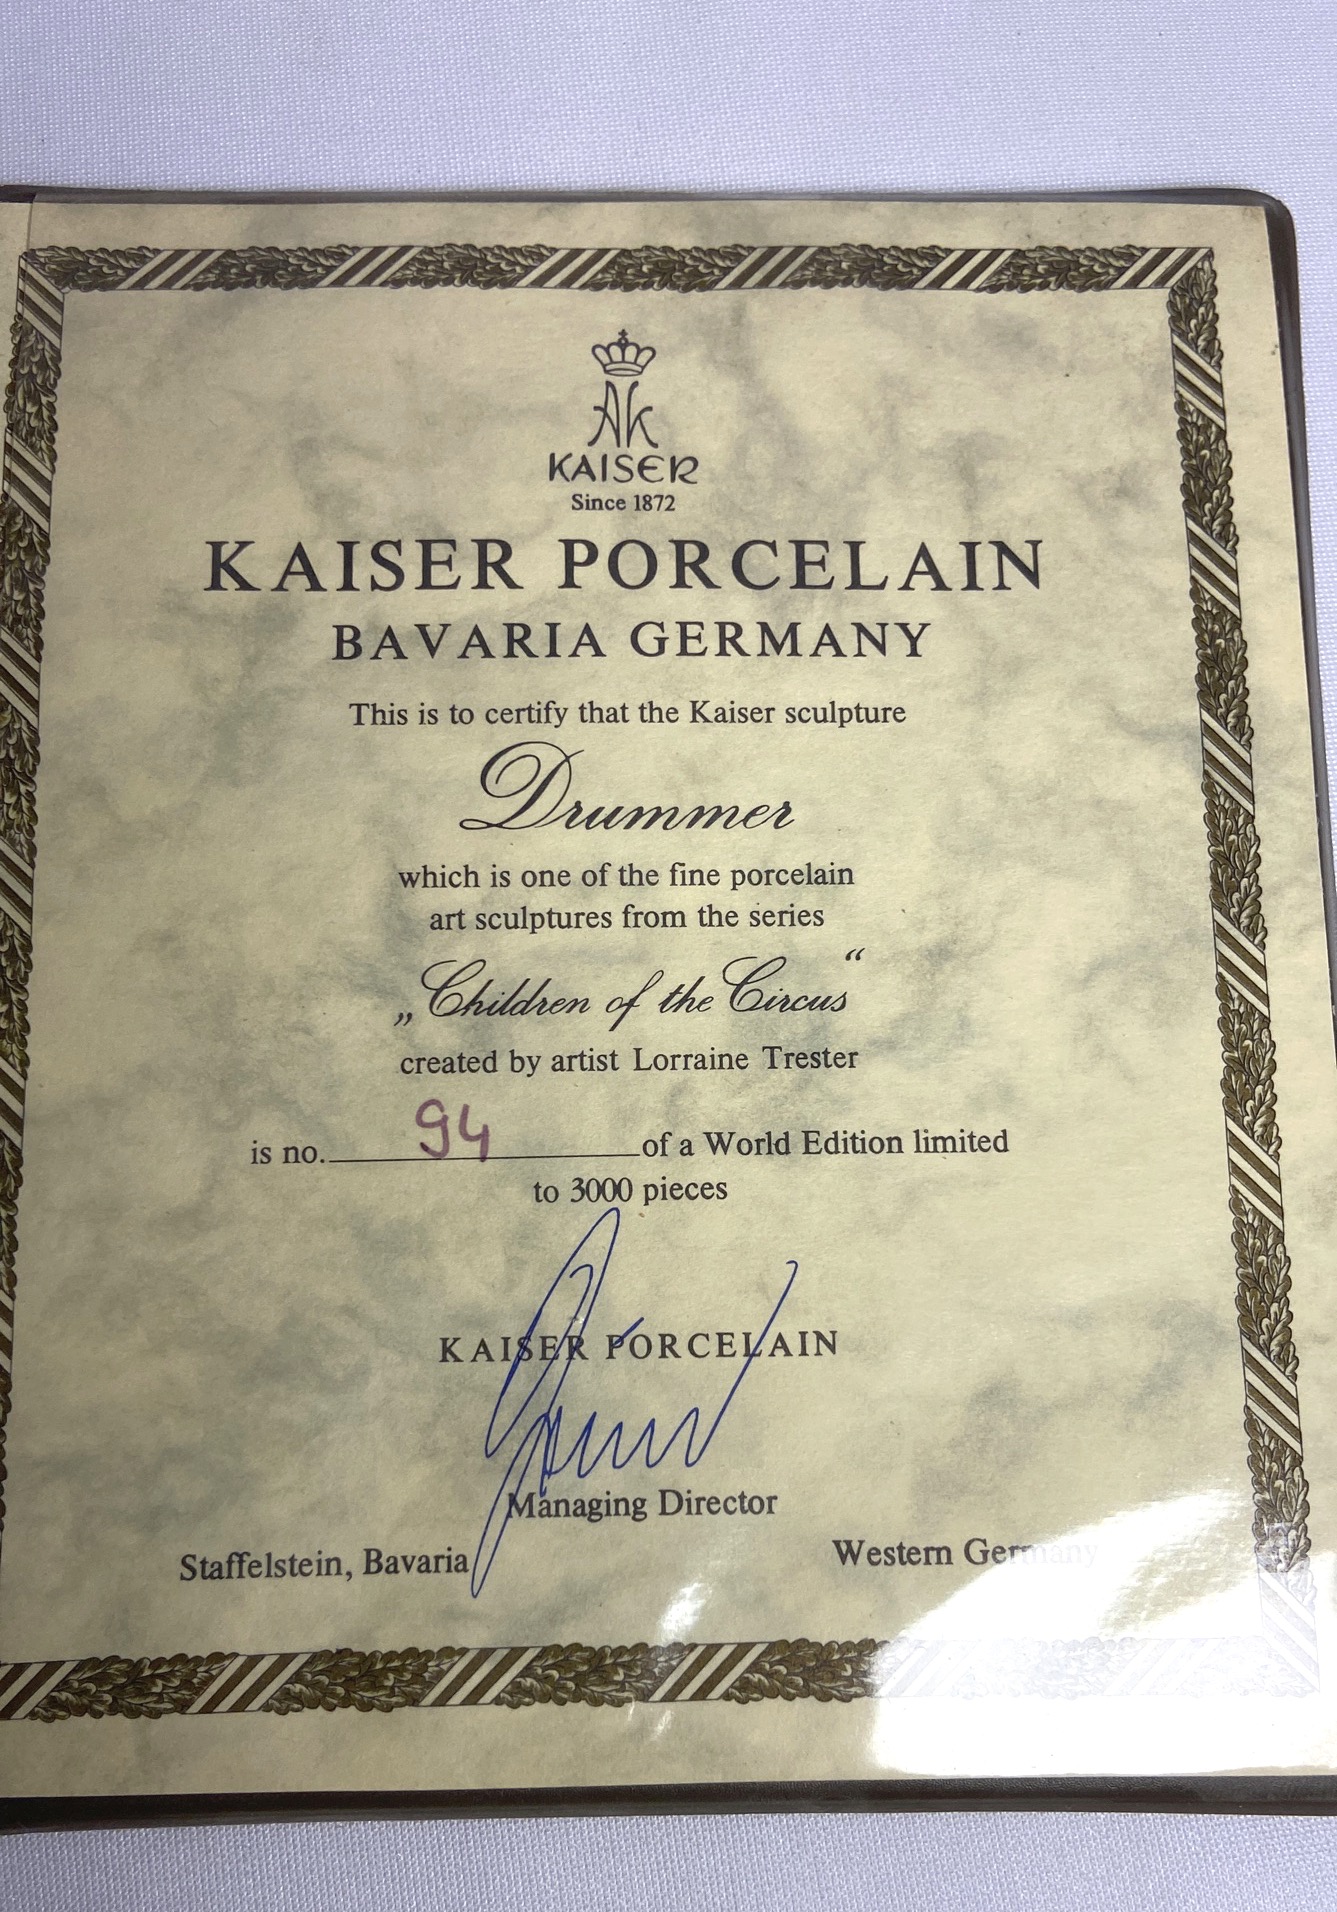 AK
KAISER
Since 1872
KAISER PORCELAIN
BAVARIA GERMANY
This is to certify that the Kaiser sculpture
Drummer
which is one of the fine porcelain
art sculptures from the series
„Children of the Circus“
created by artist Lorraine Trester
is no. 94 of a World Edition limited
to 3000 pieces
KAISER PORCELAIN
Managing Director
Staffelstein, Bavaria
Western Germany